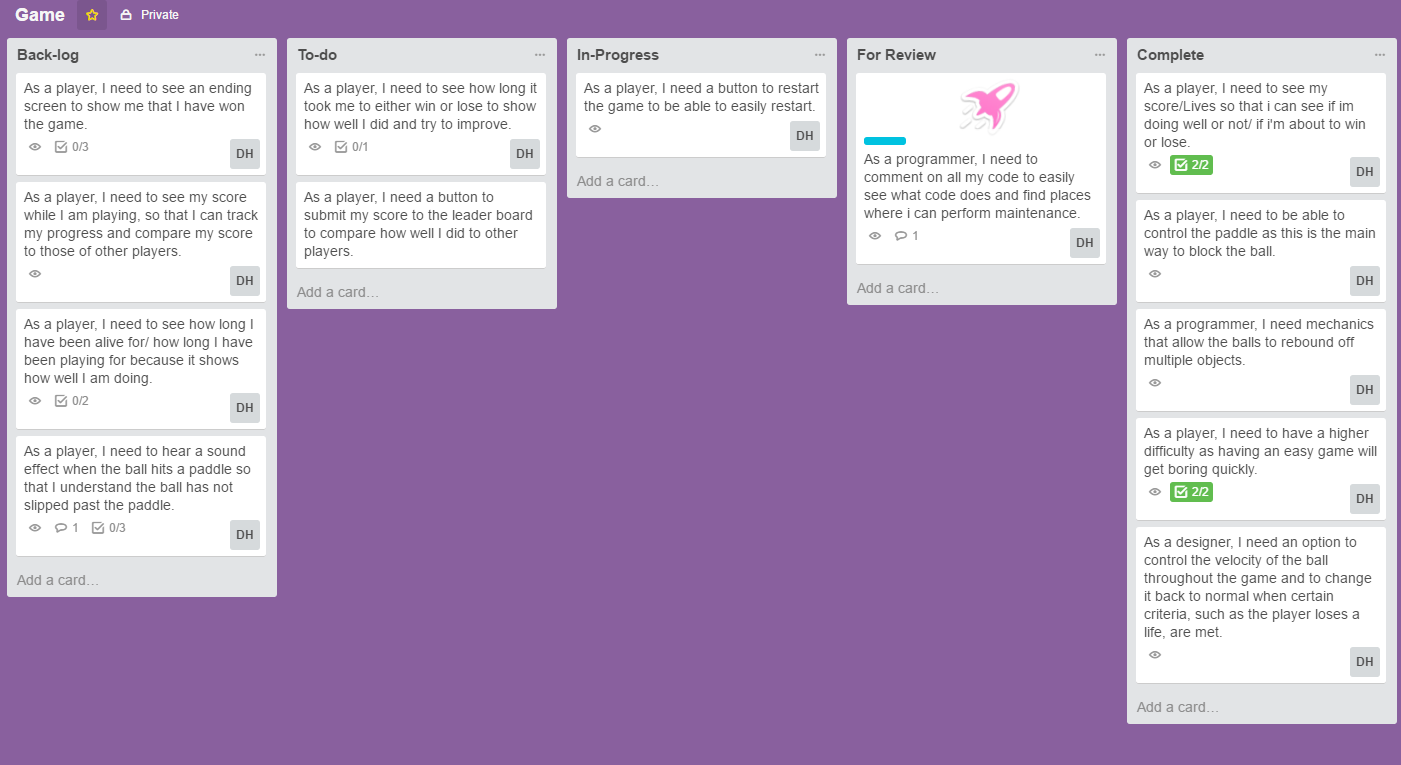 Game
Private
Back-log
As a player, I need to see an ending
screen to show me that I have won
the game.
0/3
DH
As a player, I need to see my score
while I am playing, so that I can track
my progress and compare my score
to those of other players.
DH
As a player, I need to see how long I
have been alive for/ how long I have
been playing for because it shows
how well I am doing.
0/2
DH
As a player, I need to hear a sound
effect when the ball hits a paddle so
that I understand the ball has not
slipped past the paddle.
1 0/3
DH
Add a card…
To-do
As a player, I need to see how long it
took me to either win or lose to show
how well I did and try to improve.
0/1
DH
As a player, I need a button to
submit my score to the leader board
to compare how well I did to other
players.
Add a card…
In-Progress
As a player, I need a button to restart
the game to be able to easily restart.
DH
Add a card…
For Review
As a programmer, I need to
comment on all my code to easily
see what code does and find places
where i can perform maintenance.
1
DH
Add a card…
Complete
As a player, I need to see my
score/Lives so that i can see if im
doing well or not/ if i'm about to win
or lose.
2/2
DH
As a player, I need to be able to
control the paddle as this is the main
way to block the ball.
DH
As a programmer, I need mechanics
that allow the balls to rebound off
multiple objects.
DH
As a player, I need to have a higher
difficulty as having an easy game will
get boring quickly.
2/2
DH
As a designer, I need an option to
control the velocity of the ball
throughout the game and to change
it back to normal when certain
criteria, such as the player loses a
life, are met.
DH
Add a card…